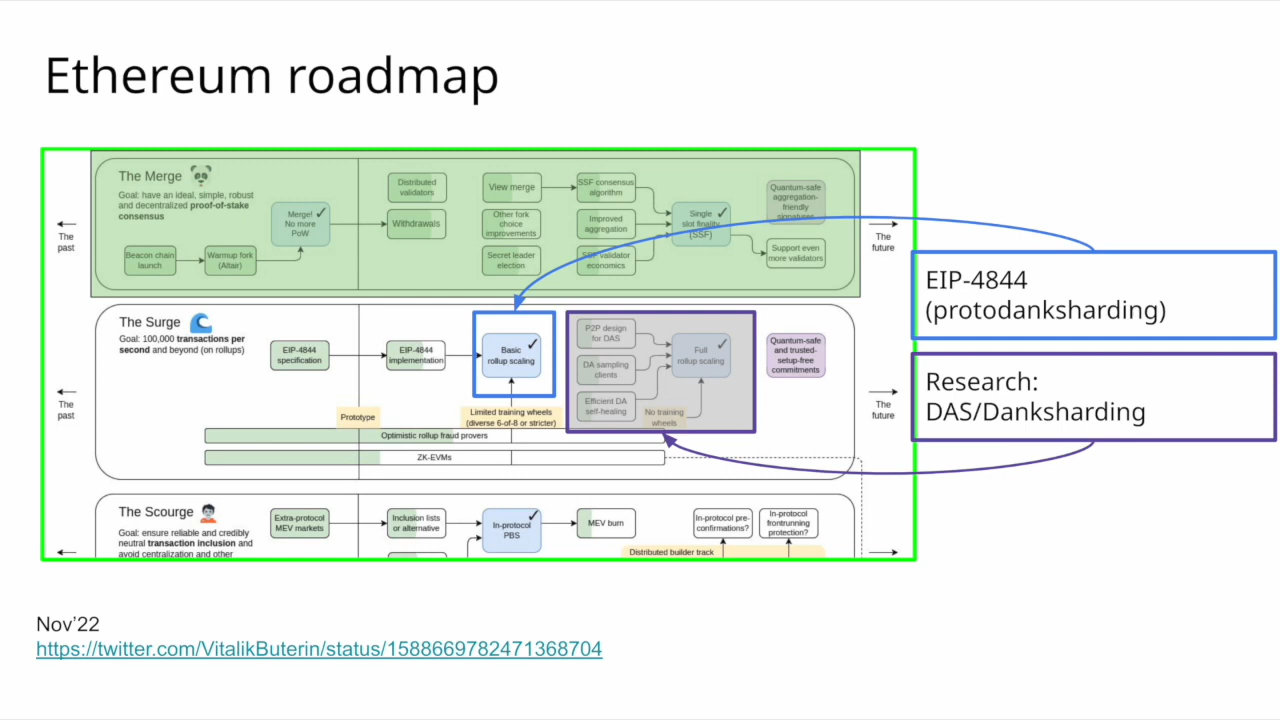 Ethereum roadmap
The Merge
Goal: have an ideal, simple, robust
and decentralized proof-of-stake
consensus
Merge!
No more
PoW
Beacon chain
launch
Warmup fork
(Altair)
Distributed
validators
Withdrawals
View merge
Other fork
choice
improvements
Secret leader
election
SSF consensus
algorithm
Improved
aggregation
SSF validator
economics
Single
slot finality
(SSF)
Quantum-safe
aggregation-
friendly
signatures
Support even
more validators
The
past
The
future
EIP-4844
(protodanksharding)
The Surge
Goal: 100,000 transactions per
second and beyond (on rollups)
EIP-4844
specification
EIP-4844
implementation
Basic
rollup scaling
P2P design
for DAS
DA sampling
clients
Efficient DA
self-healing
Full
rollup scaling
No training
wheels
Quantum-safe
and trusted-
setup-free
commitments
Prototype
Limited training wheels
(diverse 6-of-8 or stricter)
Optimistic rollup fraud provers
ZK-EVMs
The
past
The
future
Research:
DAS/Danksharding
The Scourge
Goal: ensure reliable and credibly
neutral transaction inclusion and
avoid centralization and other
Extra-protocol
MEV markets
Inclusion lists
or alternative
In-protocol
PBS
MEV burn
In-protocol pre-
confirmations?
In-protocol
frontrunning
protection?
Distributed builder track
Nov’22
https://twitter.com/VitalikButerin/status/1588669782471368704